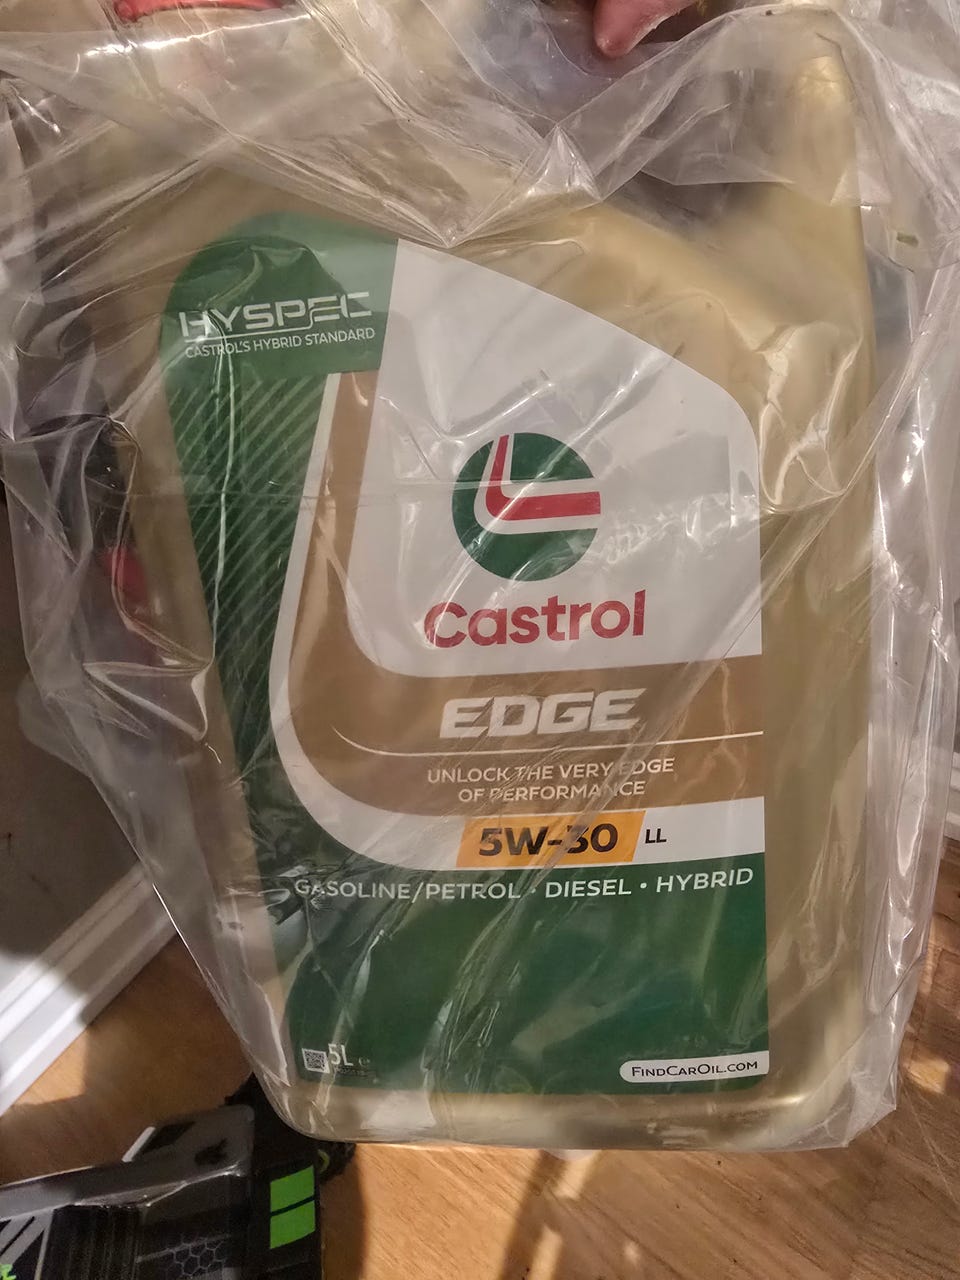 HYSPEC
CASTROL'S HYBRID STANDARD
Castrol
EDGE
UNLOCK THE VERY EDGE
OF PERFORMANCE
5W-30 LL
GASOLINE/PETROL • DIESEL • HYBRID
5L e
FINDCAROIL.COM